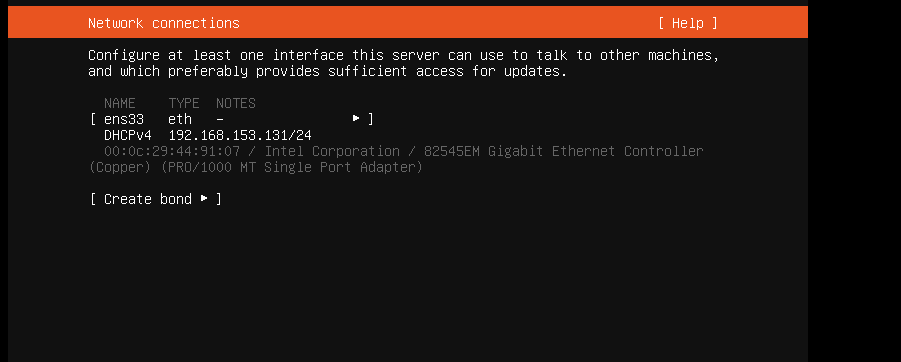 Network connections [ Help ]
Configure at least one interface this server can use to talk to other machines,
and which preferably provides sufficient access for updates.
NAME TYPE NOTES
[ ens33 eth – ▸ ]
DHCPv4 192.168.153.131/24
00:0c:29:44:91:07 / Intel Corporation / 82545EM Gigabit Ethernet Controller
(Copper) (PRO/1000 MT Single Port Adapter)
[ Create bond ▸ ]